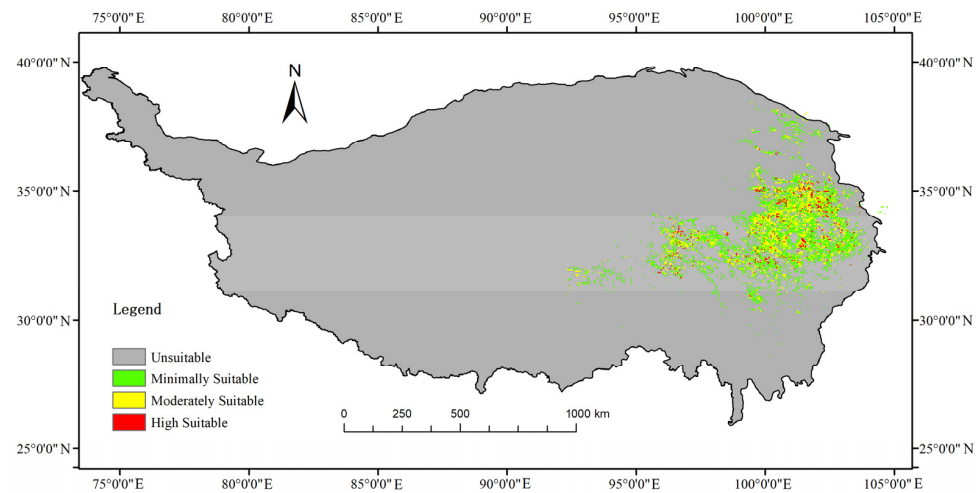 75°0'0"E 80°0'0"E 85°0'0"E 90°0'0"E 95°0'0"E 100°0'0"E 105°0'0"E
40°0'0"N 40°0'0"N
N
35°0'0"N 35°0'0"N
30°0'0"N 30°0'0"N
Legend
Unsuitable
Minimally Suitable
Moderately Suitable
High Suitable
0 250 500 1000 km
25°0'0"N 25°0'0"N
75°0'0"E 80°0'0"E 85°0'0"E 90°0'0"E 95°0'0"E 100°0'0"E 105°0'0"E